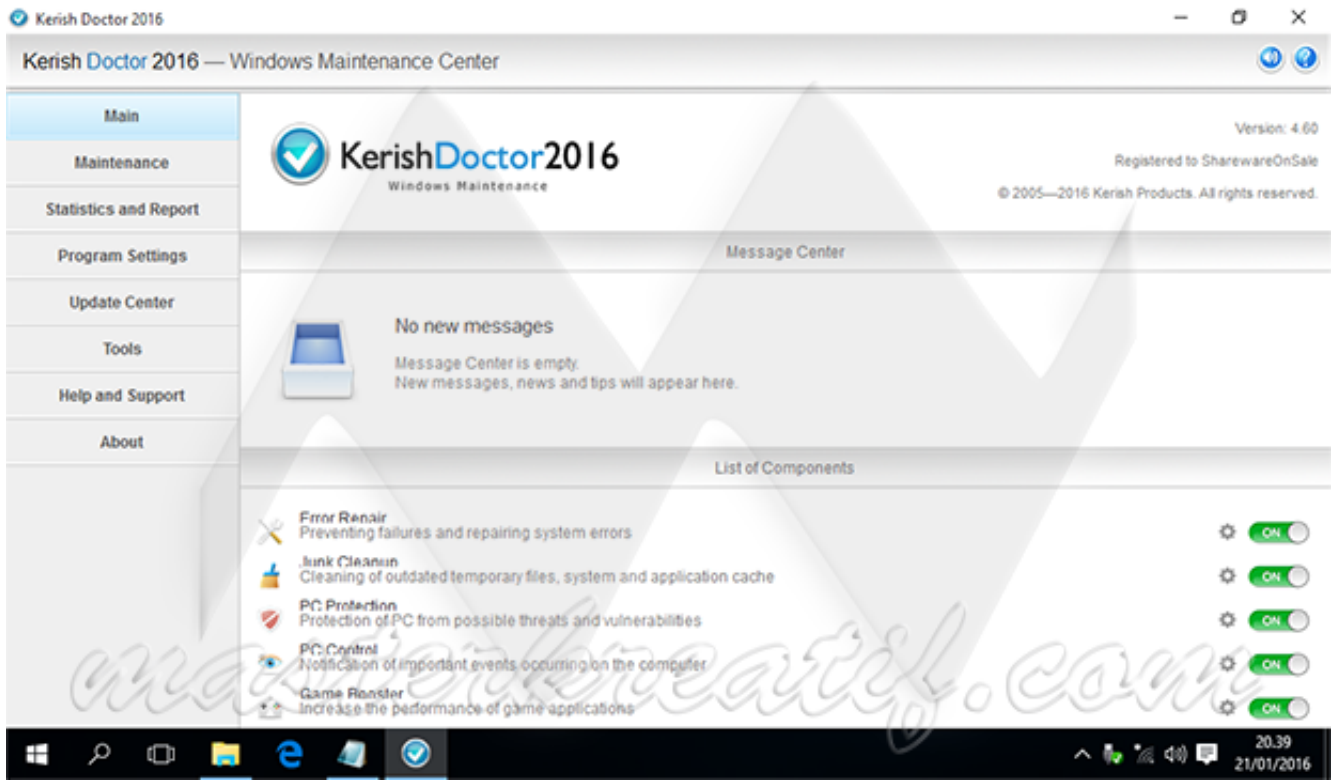 Kerish Doctor 2016
Kerish Doctor 2016 — Windows Maintenance Center
Main
Maintenance
Statistics and Report
Program Settings
Update Center
Tools
Help and Support
About
KerishDoctor2016
Windows Maintenance
Version: 4.60
Registered to SharewareOnSale
© 2005—2016 Kerish Products. All rights reserved.
Message Center
No new messages
Message Center is empty.
New messages, news and tips will appear here.
List of Components
Error Repair
Preventing failures and repairing system errors
ON
Junk Cleanup
Cleaning of outdated temporary files, system and application cache
ON
PC Protection
Protection of PC from possible threats and vulnerabilities
ON
PC Control
Notification of important events occurring on the computer
ON
Game Booster
Increase the performance of game applications
ON
masterkreatif.com
20.39
21/01/2016